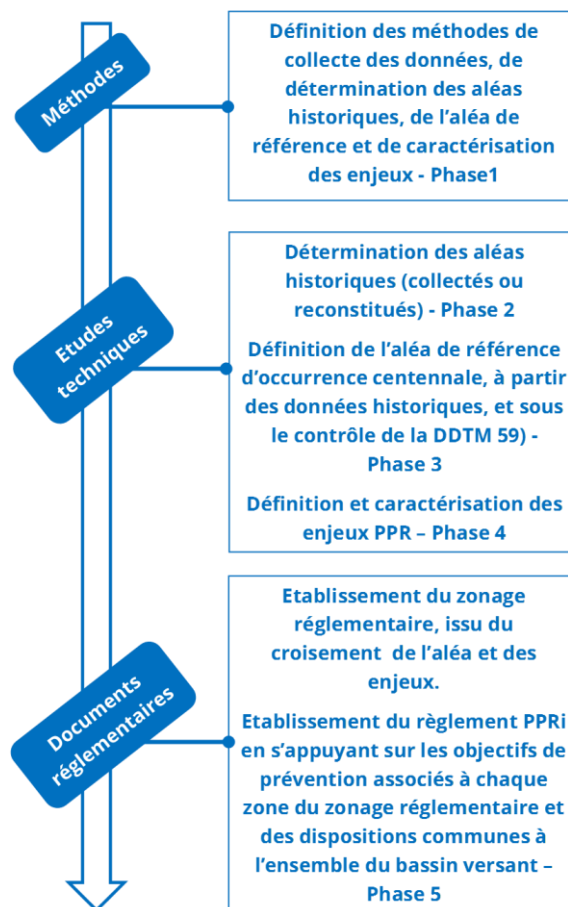 Méthodes
Définition des méthodes de
collecte des données, de
détermination des aléas
historiques, de l'aléa de
référence et de caractérisation
des enjeux - Phase1
Etudes
techniques
Détermination des aléas
historiques (collectés ou
reconstitués) - Phase 2
Définition de l'aléa de référence
d'occurrence centennale, à partir
des données historiques, et sous
le contrôle de la DDTM 59) -
Phase 3
Définition et caractérisation des
enjeux PPR – Phase 4
Documents
réglementaires
Etablissement du zonage
réglementaire, issu du
croisement de l'aléa et des
enjeux.
Etablissement du règlement PPRi
en s'appuyant sur les objectifs de
prévention associés à chaque
zone du zonage réglementaire et
des dispositions communes à
l'ensemble du bassin versant –
Phase 5